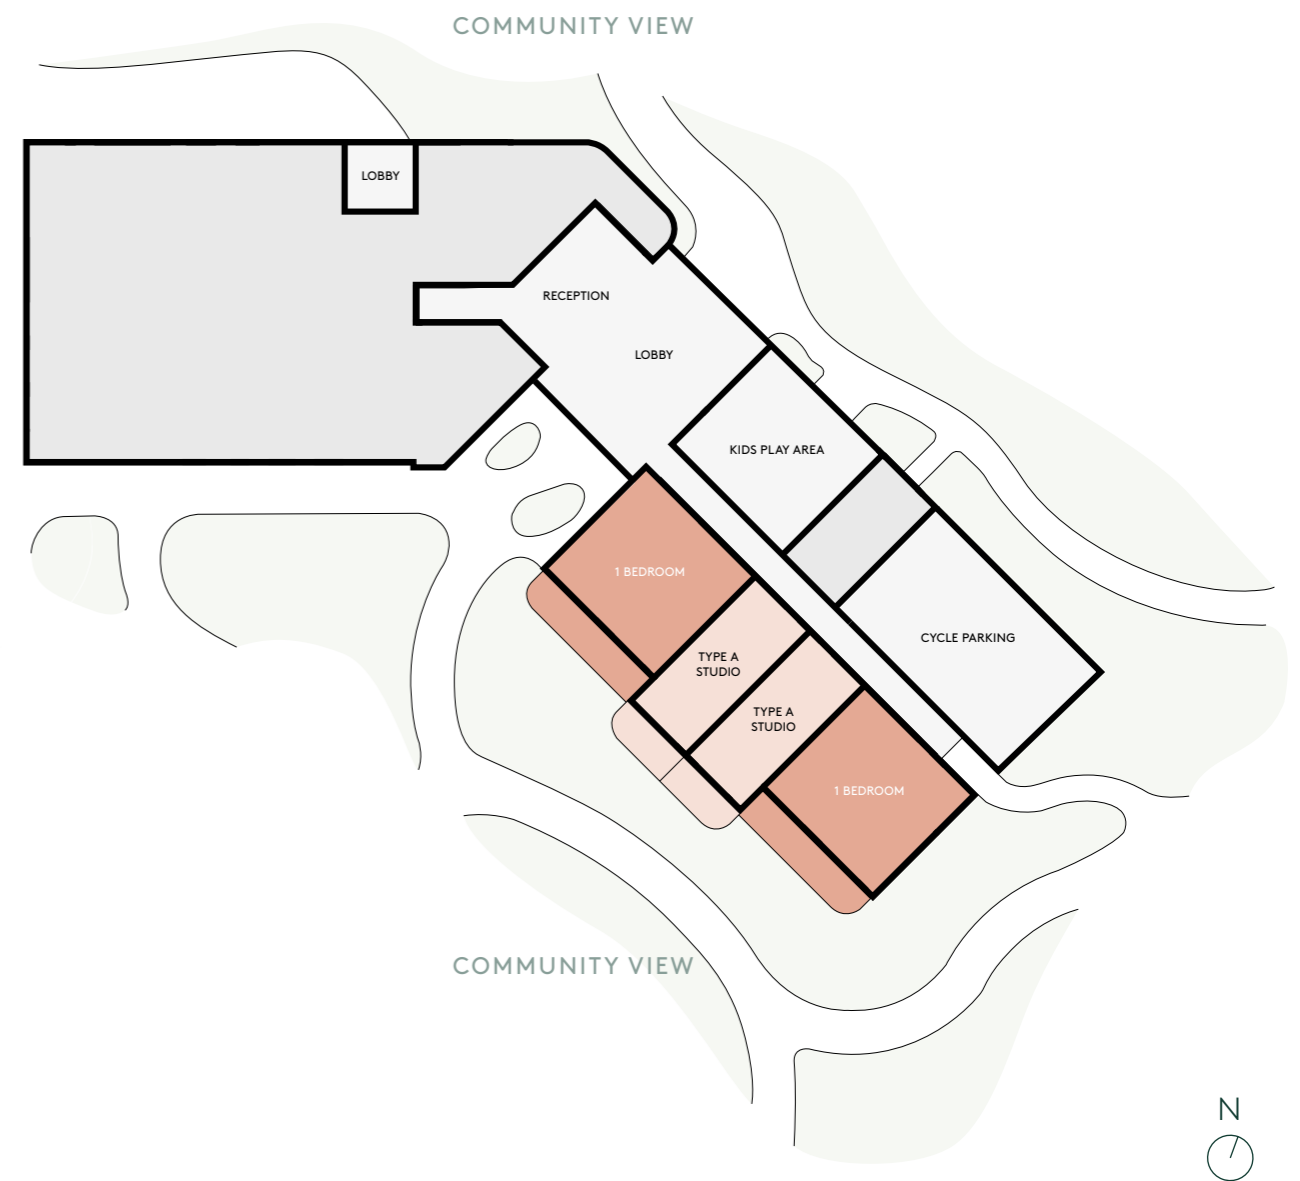 COMMUNITY VIEW
LOBBY
RECEPTION
LOBBY
KIDS PLAY AREA
1 BEDROOM
CYCLE PARKING
TYPE A
STUDIO
TYPE A
STUDIO
1 BEDROOM
COMMUNITY VIEW
N